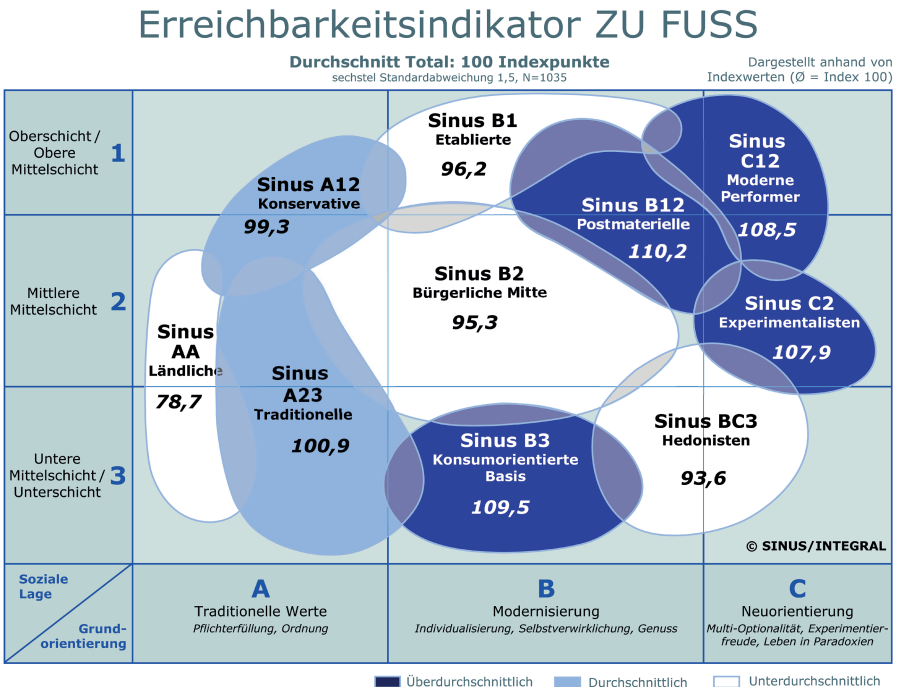 Erreichbarkeitsindikator ZU FUSS
Durchschnitt Total: 100 Indexpunkte
sechstel Standardabweichung 1,5, N=1035
Dargestellt anhand von
Indexwerten (Ø = Index 100)
Oberschicht /
Obere
Mittelschicht
1
Sinus B1
Etablierte
96,2
Sinus
C12
Moderne
Performer
108,5
Sinus A12
Konservative
99,3
Sinus B12
Postmaterielle
110,2
Mittlere
Mittelschicht
2
Sinus B2
Bürgerliche Mitte
95,3
Sinus C2
Experimentalisten
107,9
Sinus
AA
Ländliche
78,7
Sinus
A23
Traditionelle
100,9
Untere
Mittelschicht /
Unterschicht
3
Sinus B3
Konsumorientierte
Basis
109,5
Sinus BC3
Hedonisten
93,6
© SINUS/INTEGRAL
Soziale
Lage
Grund-
orientierung
A
Traditionelle Werte
Pflichterfüllung, Ordnung
B
Modernisierung
Individualisierung, Selbstverwirklichung, Genuss
C
Neuorientierung
Multi-Optionalität, Experimentier-
freude, Leben in Paradoxien
Überdurchschnittlich
Durchschnittlich
Unterdurchschnittlich